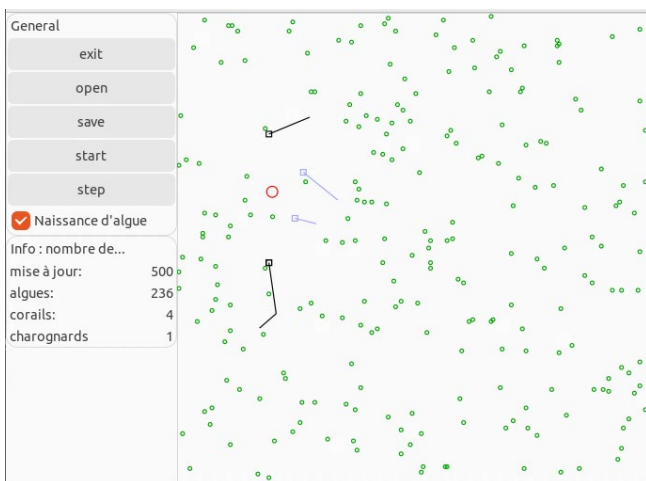 General
exit
open
save
start
step
Naissance d'algue
Info : nombre de...
mise à jour: 500
algues: 236
corails: 4
charognards 1